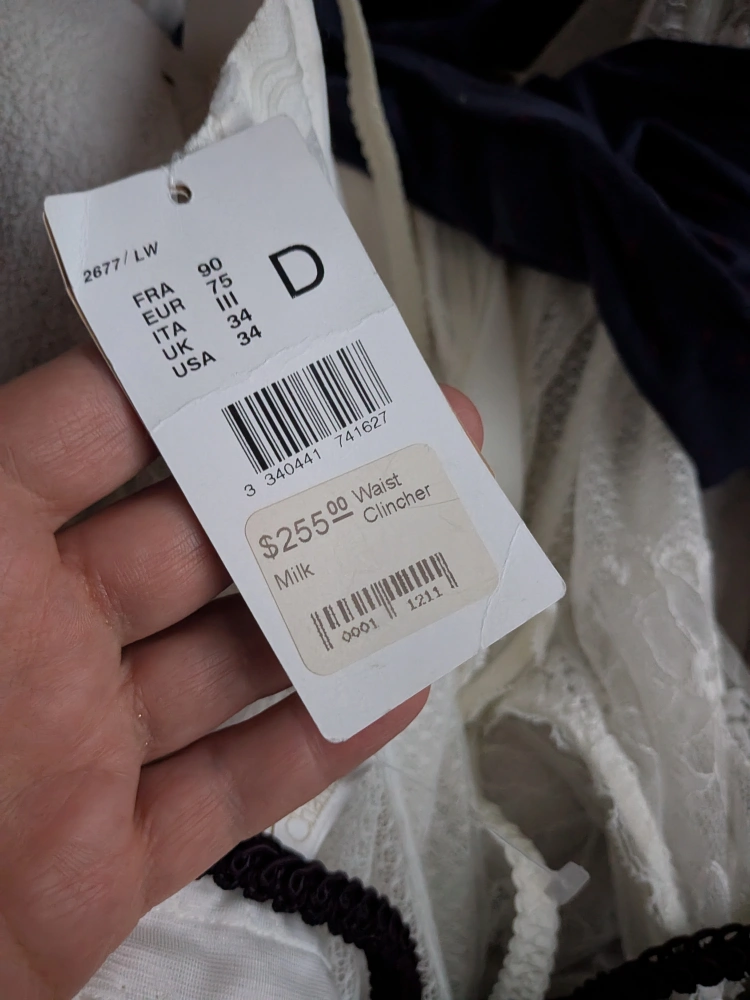 2677/ LW
FRA 90
EUR 75
ITA III
UK 34
USA 34
D
3 340441 741627
$255.00 Waist
Clincher
Milk
0001 1211